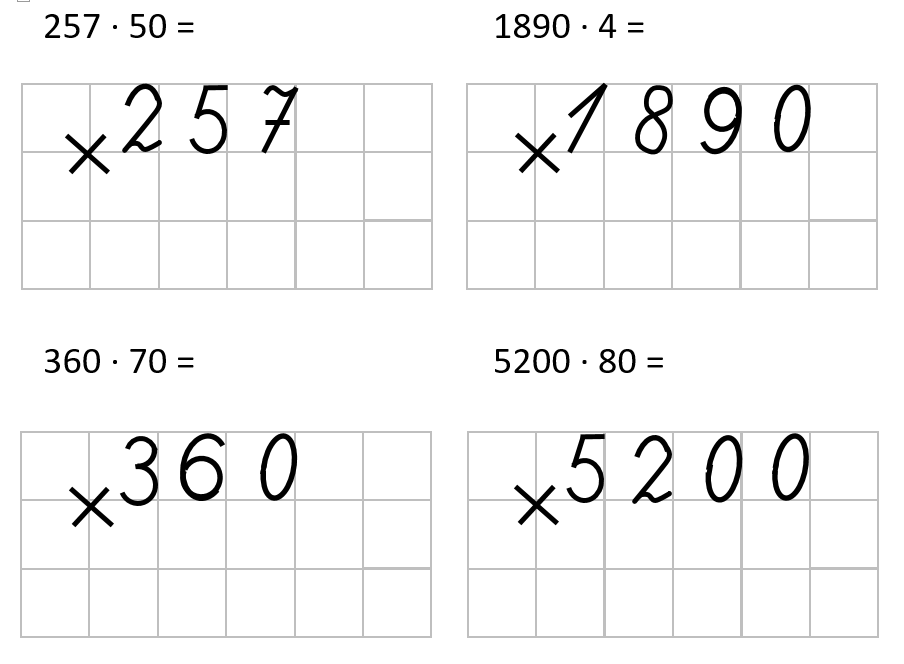 257 · 50 =
× 257
1890 · 4 =
× 1890
360 · 70 =
× 360
5200 · 80 =
× 5200